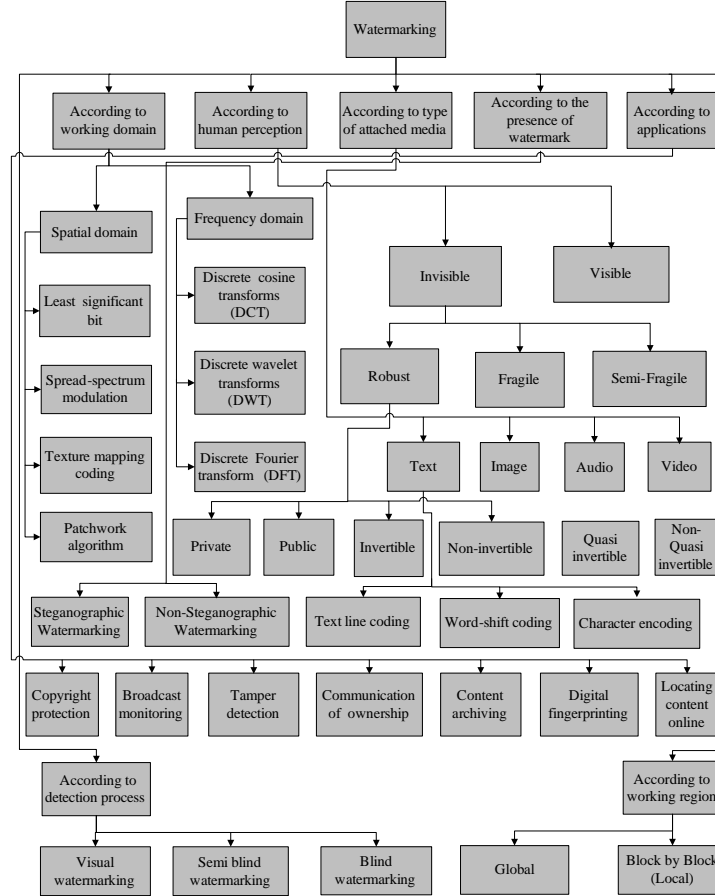 Watermarking
According to
working domain
According to
human perception
According to type
of attached media
According to the
presence of
watermark
According to
applications
Spatial domain
Frequency domain
Least significant
bit
Discrete cosine
transforms
(DCT)
Invisible
Visible
Spread-spectrum
modulation
Discrete wavelet
transforms
(DWT)
Robust
Fragile
Semi-Fragile
Texture mapping
coding
Discrete Fourier
transform (DFT)
Text
Image
Audio
Video
Patchwork
algorithm
Private
Public
Invertible
Non-invertible
Quasi
invertible
Non-
Quasi
invertible
Steganographic
Watermarking
Non-Steganographic
Watermarking
Text line coding
Word-shift coding
Character encoding
Copyright
protection
Broadcast
monitoring
Tamper
detection
Communication
of ownership
Content
archiving
Digital
fingerprinting
Locating
content
online
According to
detection process
According to
working region
Visual
watermarking
Semi blind
watermarking
Blind
watermarking
Global
Block by Block
(Local)